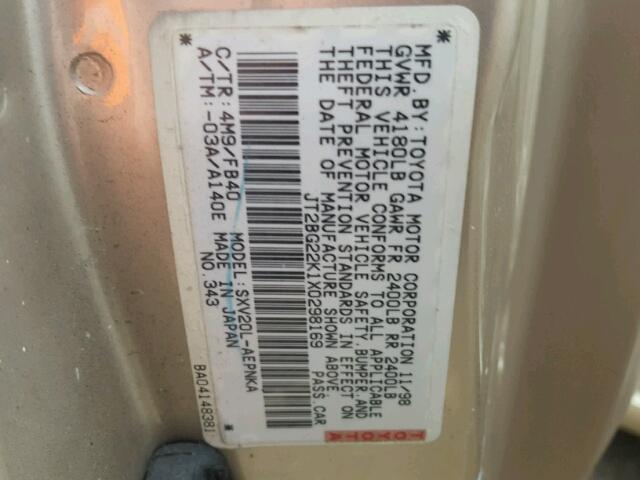 MFD.BY:TOYOTA MOTOR CORPORATION 11/98
GVWR 4180LB GAWR FR 2400LB RR 2400LB
THIS VEHICLE CONFORMS TO ALL APPLICABLE
FEDERAL MOTOR VEHICLE SAFETY,BUMPER,AND
THEFT PREVENTION STANDARDS IN EFFECT ON
THE DATE OF MANUFACTURE SHOWN ABOVE.
JT2BG22K1X0298169 PASS.CAR
C/TR:4M9/FB40 MODEL:SXV20L-AEPNKA
A/TM:-03A/A140E MADE IN JAPAN
NO.343
BA04148381
TOYOTA